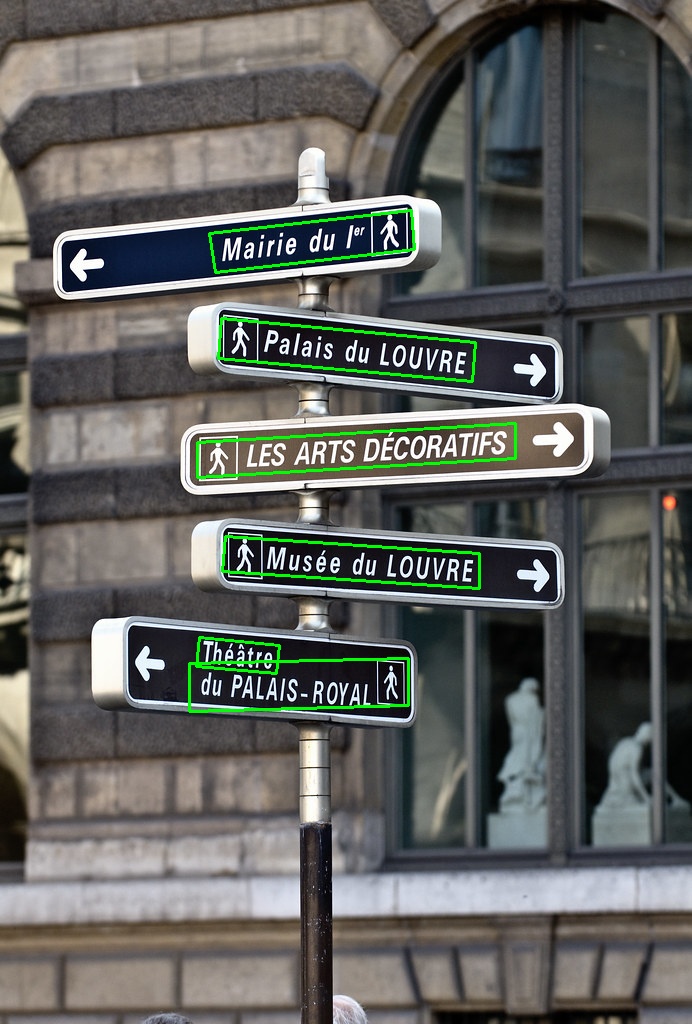 Mairie du Ier
Palais du LOUVRE
LES ARTS DÉCORATIFS
Musée du LOUVRE
Théâtre
du PALAIS-ROYAL